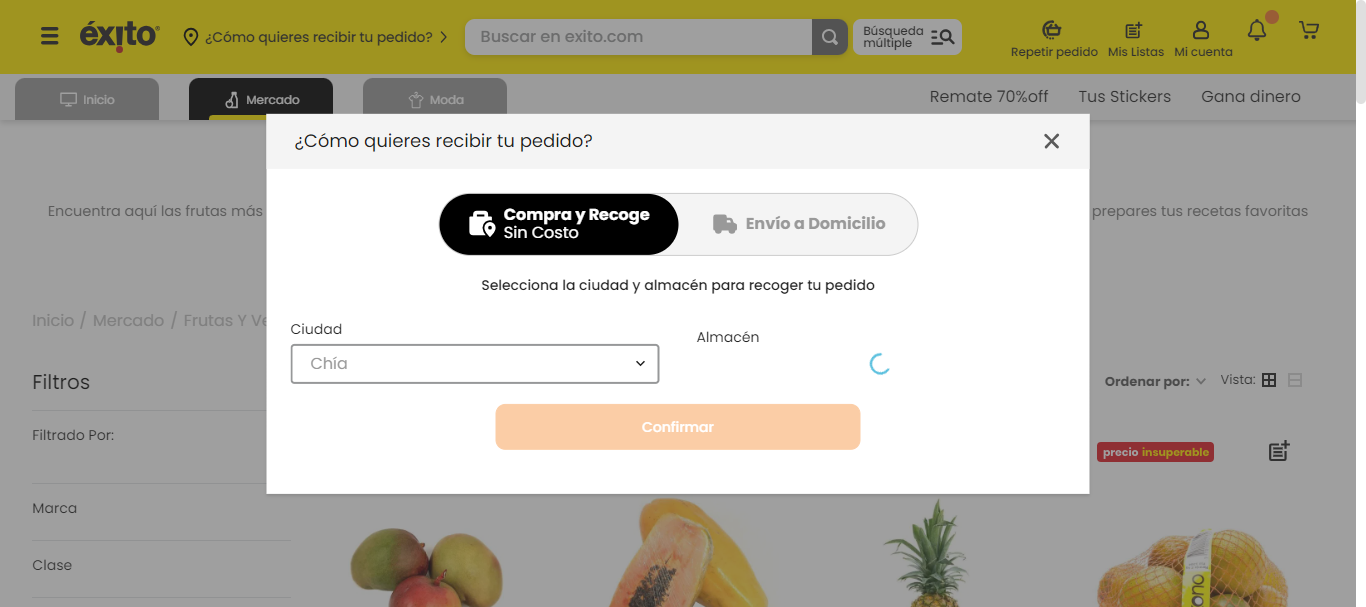 éxito
¿Cómo quieres recibir tu pedido?
Buscar en exito.com
Búsqueda
múltiple
Repetir pedido
Mis Listas
Mi cuenta
Inicio
Mercado
Moda
Remate 70%off
Tus Stickers
Gana dinero
¿Cómo quieres recibir tu pedido?
Compra y Recoge
Sin Costo
Envío a Domicilio
Encuentra aquí las frutas más
prepares tus recetas favoritas
Selecciona la ciudad y almacén para recoger tu pedido
Inicio / Mercado / Frutas Y
Ciudad
Almacén
Chía
Filtros
Ordenar por:
Vista:
Confirmar
Filtrado Por:
precio insuperable
Marca
Clase